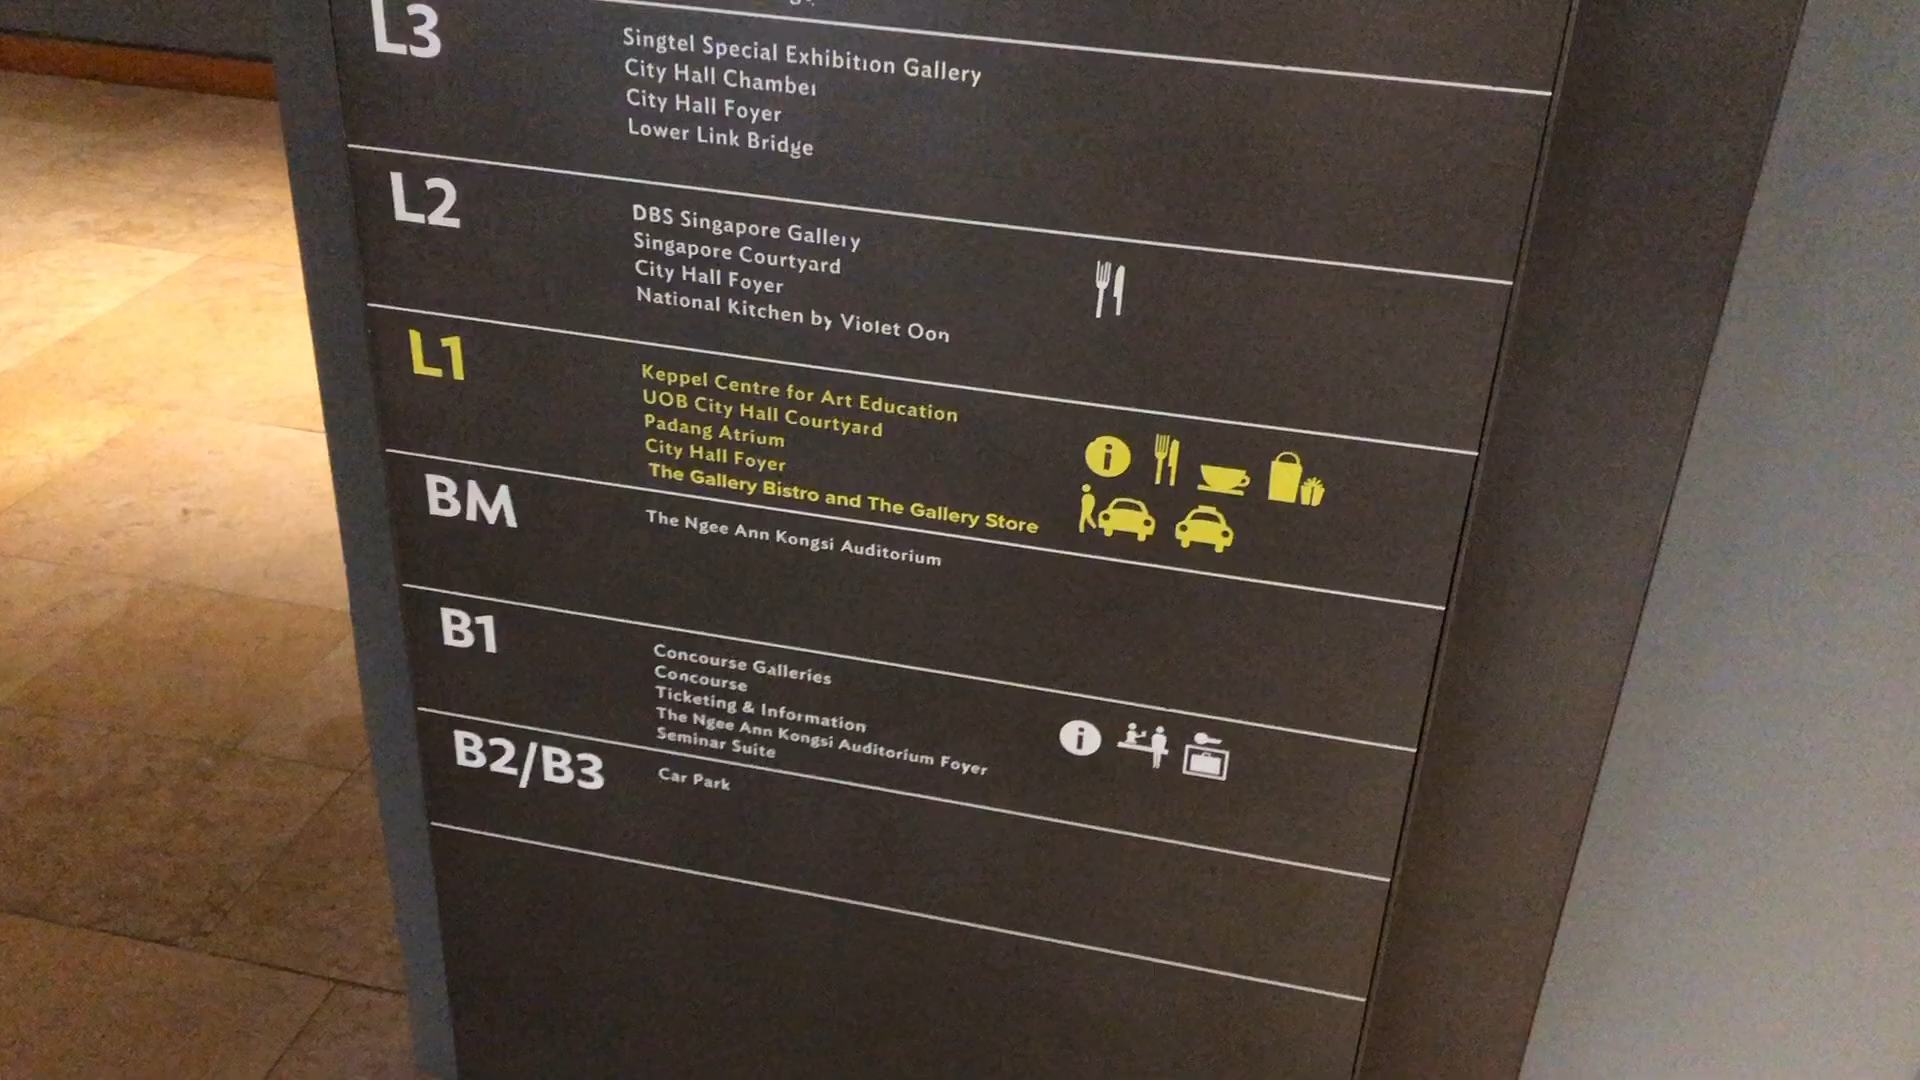 L3
Singtel Special Exhibition Gallery
City Hall Chamber
City Hall Foyer
Lower Link Bridge
L2
DBS Singapore Gallery
Singapore Courtyard
City Hall Foyer
National Kitchen by Violet Oon
L1
Keppel Centre for Art Education
UOB City Hall Courtyard
Padang Atrium
City Hall Foyer
The Gallery Bistro and The Gallery Store
BM
The Ngee Ann Kongsi Auditorium
B1
Concourse Galleries
Concourse
Ticketing & Information
The Ngee Ann Kongsi Auditorium Foyer
Seminar Suite
B2/B3
Car Park